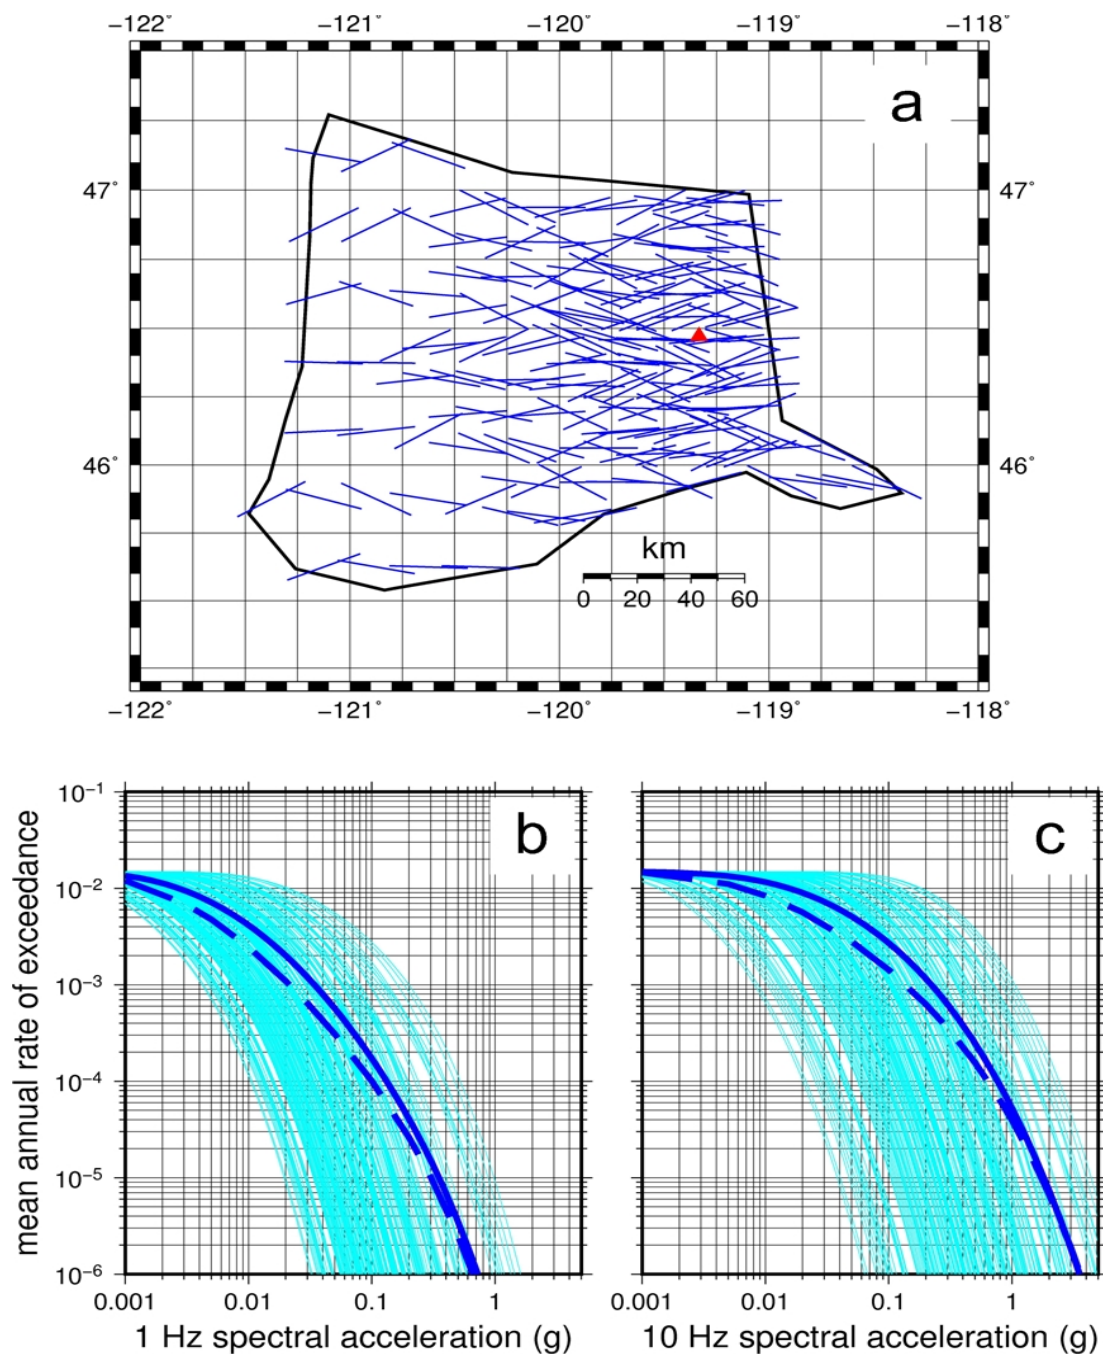 −122° −121° −120° −119° −118°
a
47° 47°
46° 46°
km
0 20 40 60
−122° −121° −120° −119° −118°
mean annual rate of exceedance
10−1
10−2
10−3
10−4
10−5
10−6
b
c
0.001 0.01 0.1 1
0.001 0.01 0.1 1
1 Hz spectral acceleration (g)
10 Hz spectral acceleration (g)